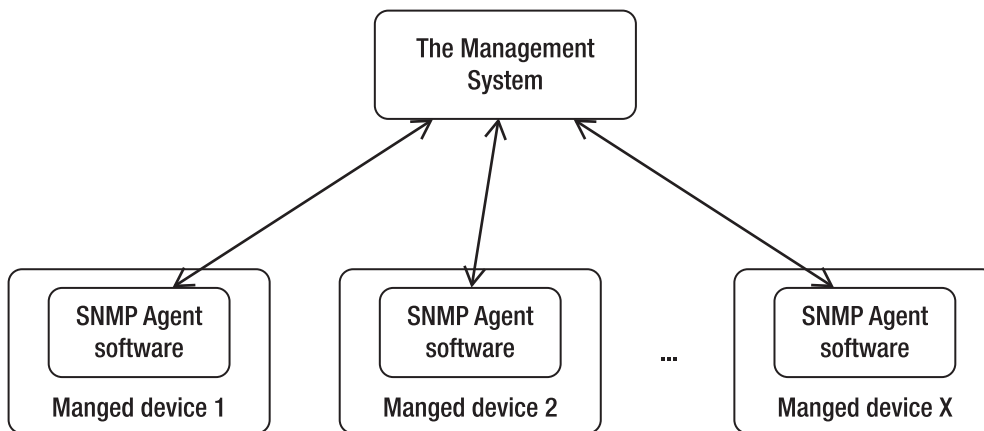 The Management
System
SNMP Agent
software
Manged device 1
SNMP Agent
software
Manged device 2
...
SNMP Agent
software
Manged device X